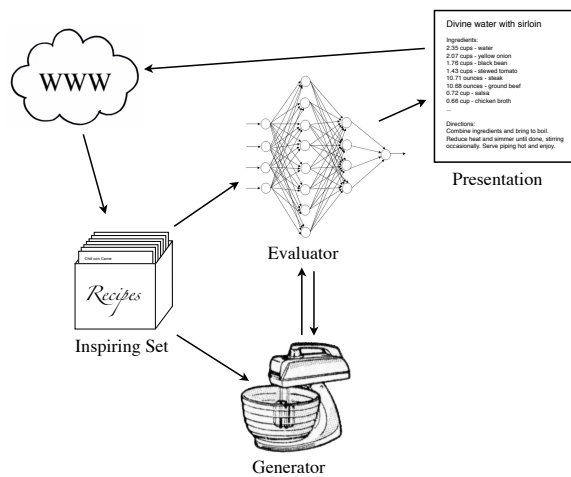 WWW
Divine water with sirloin
Ingredients:
2.35 cups - water
2.07 cups - yellow onion
1.76 cups - black bean
1.43 cups - stewed tomato
10.71 ounces - steak
10.68 ounces - ground beef
0.72 cup - salsa
0.66 cup - chicken broth
...
Directions:
Combine ingredients and bring to boil.
Reduce heat and simmer until done, stirring
occasionally. Serve piping hot and enjoy.
Presentation
Evaluator
Chili con Carne
Recipes
Inspiring Set
Generator